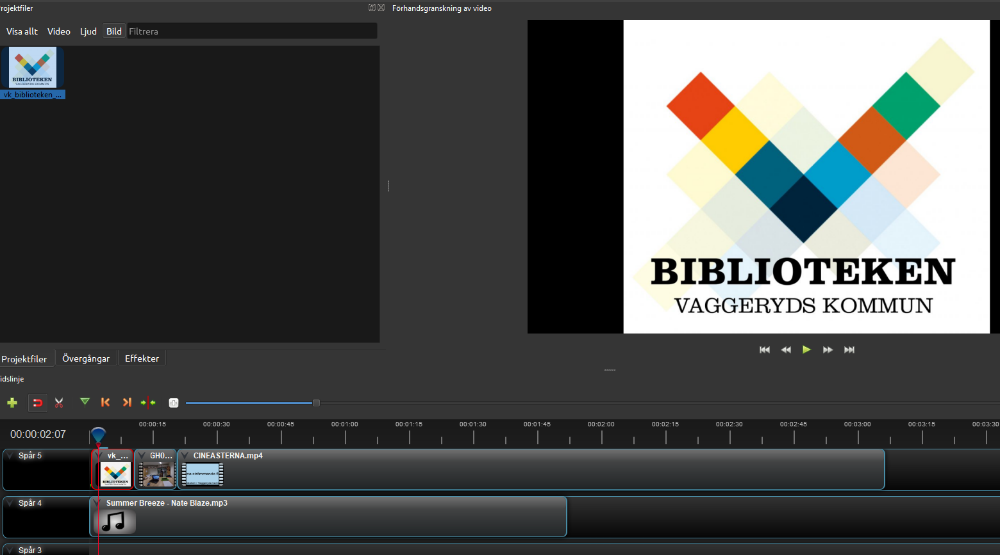 rojektfiler
Förhandsgranskning av video
Visa allt Video Ljud Bild Filtrera
BIBLIOTEKEN
VAGGERYDS KOMMUN
vk_biblioteken_...
BIBLIOTEKEN
VAGGERYDS KOMMUN
Projektfiler Övergångar Effekter
idslinje
00:00:02:07
00:00:15 00:00:30 00:00:45 00:01:00 00:01:15 00:01:30 00:01:45 00:02:00 00:02:15 00:02:30 00:02:45 00:03:00 00:03:15 00:03:30
Spår 5 vk_... GH0... CINEASTERNA.mp4
BIBLIOTEKEN
na strömmande f
Spår 4 Summer Breeze - Nate Blaze.mp3
Spår 3